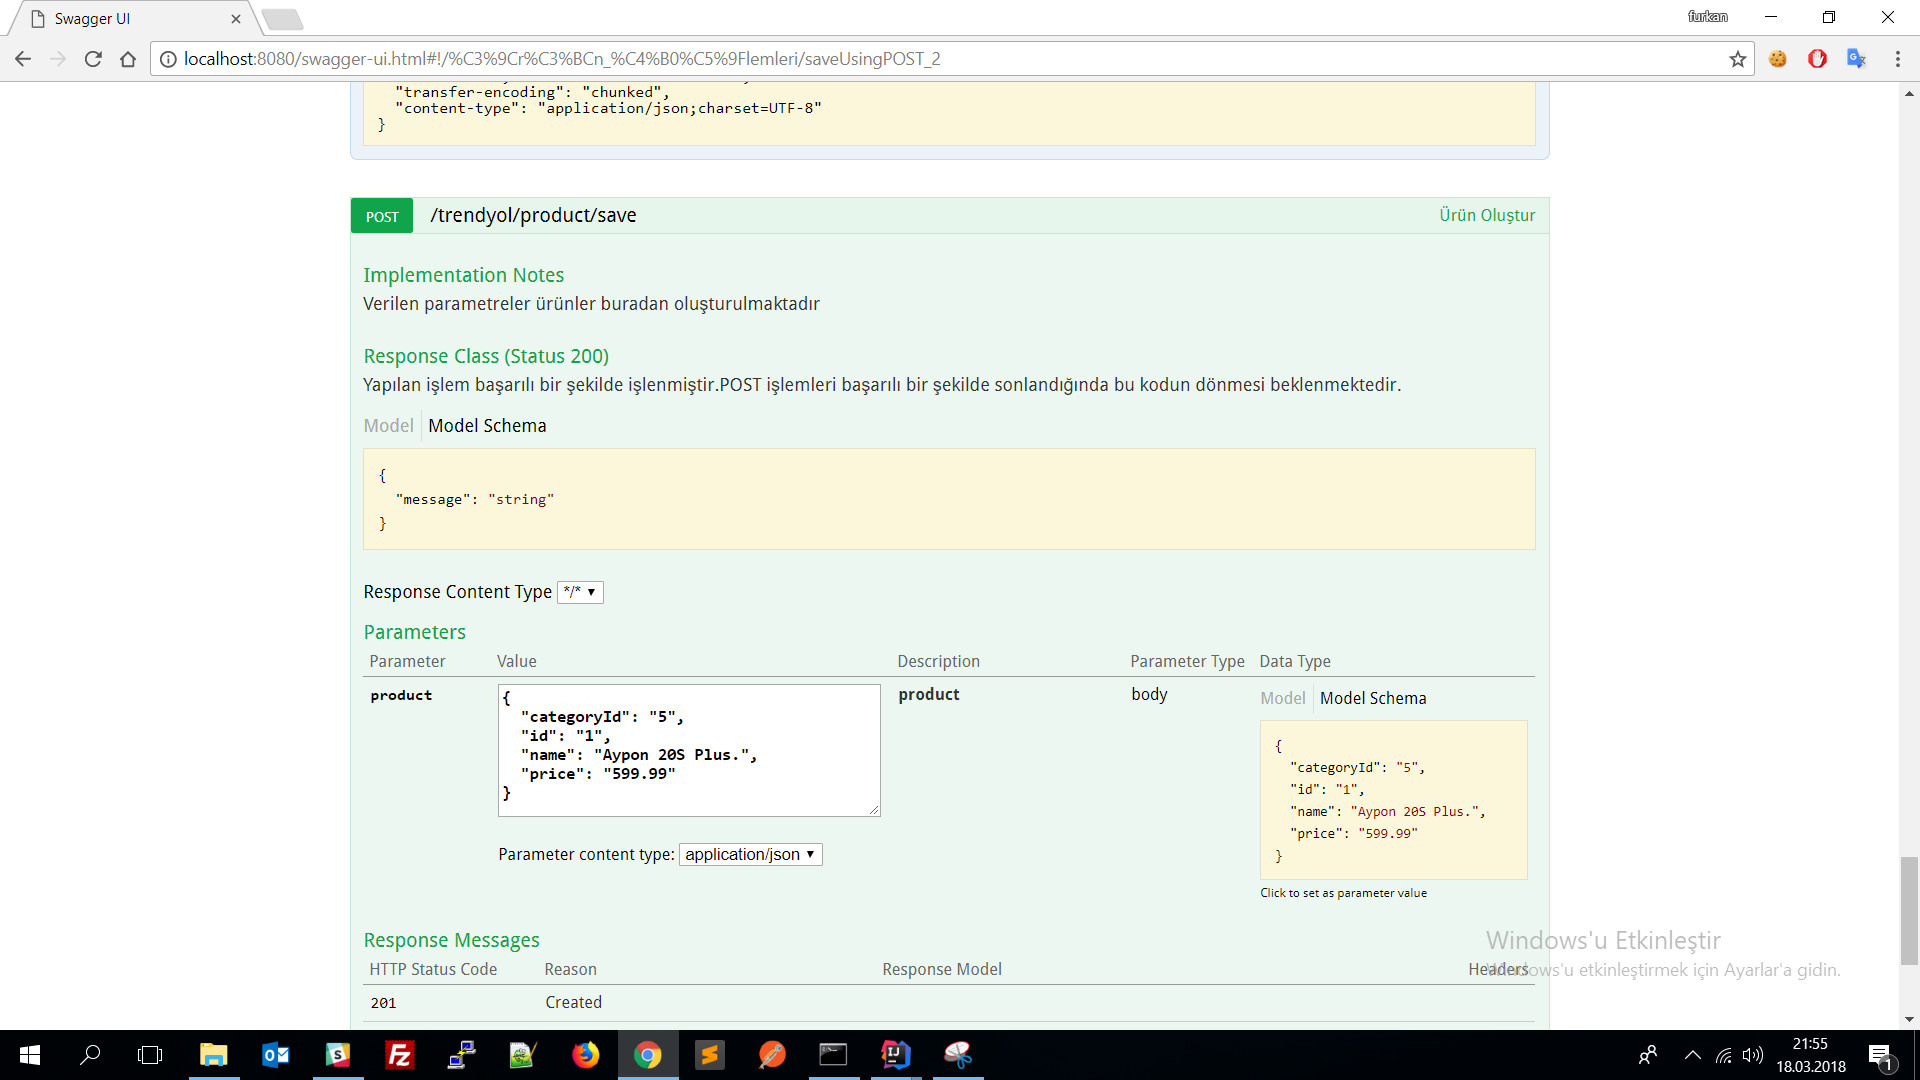 Swagger UI
furkan
localhost:8080/swagger-ui.html#!/%C3%9Cr%C3%BCn_%C4%B0%C5%9Flemleri/saveUsingPOST_2
"transfer-encoding": "chunked",
"content-type": "application/json;charset=UTF-8"
}
POST /trendyol/product/save Ürün Oluştur
Implementation Notes
Verilen parametreler ürünler buradan oluşturulmaktadır
Response Class (Status 200)
Yapılan işlem başarılı bir şekilde işlenmiştir.POST işlemleri başarılı bir şekilde sonlandığında bu kodun dönmesi beklenmektedir.
Model Model Schema
{
"message": "string"
}
Response Content Type */*
Parameters
Parameter Value Description Parameter Type Data Type
product
{
"categoryId": "5",
"id": "1",
"name": "Aypon 20S Plus.",
"price": "599.99"
}
Parameter content type: application/json
product
body
Model Model Schema
{
"categoryId": "5",
"id": "1",
"name": "Aypon 20S Plus.",
"price": "599.99"
}
Click to set as parameter value
Response Messages
HTTP Status Code Reason Response Model Headers
201 Created
Windows'u Etkinleştir
Windows'u etkinleştirmek için Ayarlar'a gidin.
21:55
18.03.2018
1